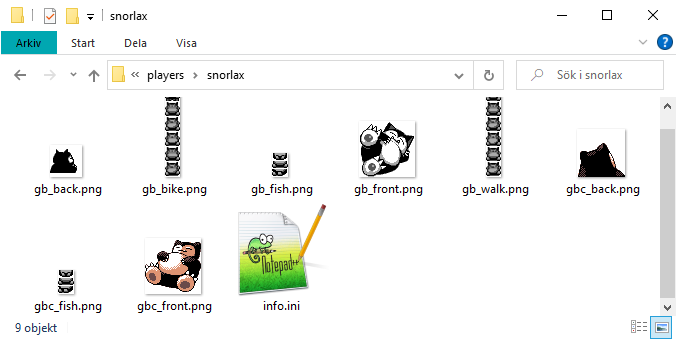 snorlax
Arkiv Start Dela Visa
players snorlax Sök i snorlax
gb_back.png gb_bike.png gb_fish.png gb_front.png gb_walk.png gbc_back.png
Notepad++
gbc_fish.png gbc_front.png info.ini
9 objekt